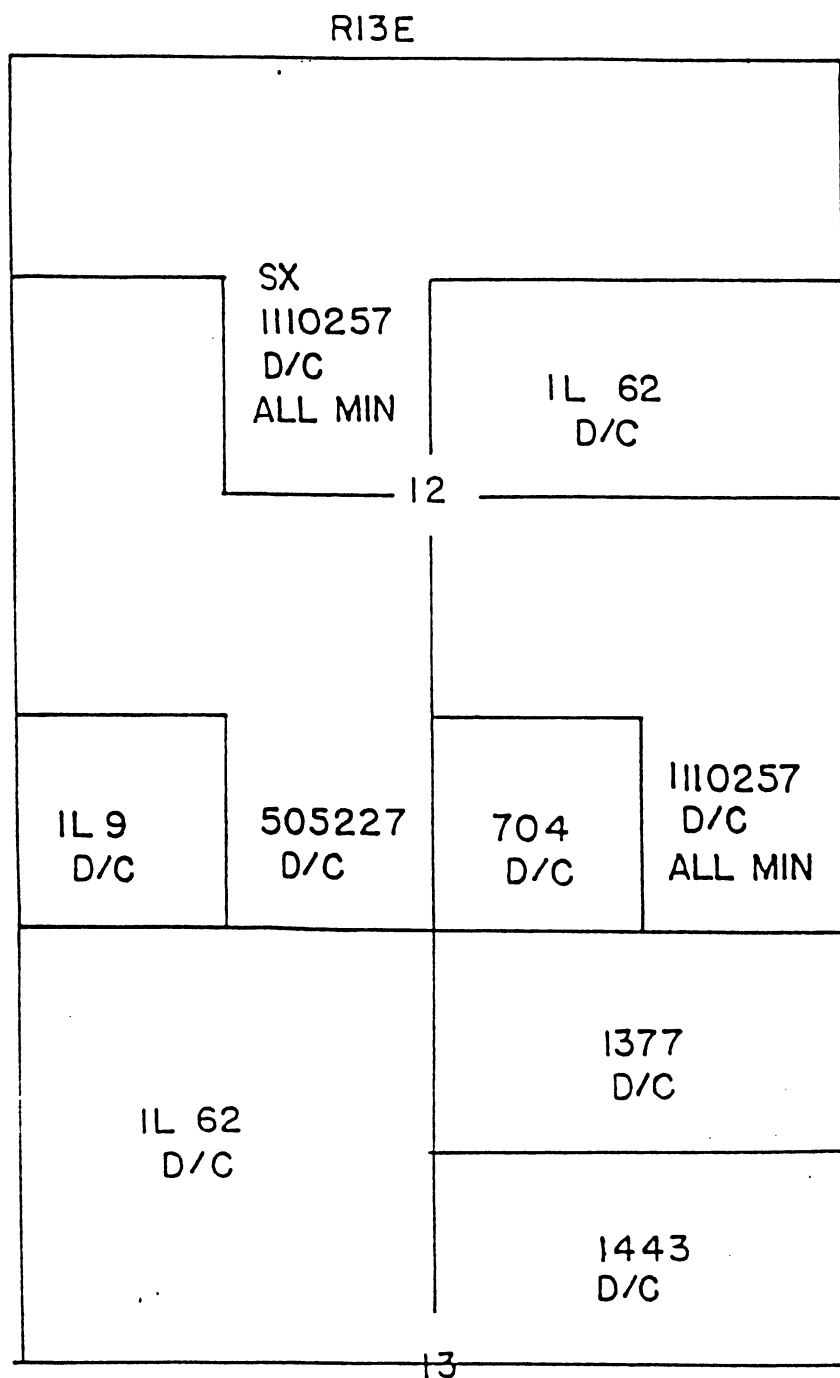 R13E
SX
1110257
D/C
ALL MIN
IL 62
D/C
12
IL 9
D/C
505227
D/C
704
D/C
1110257
D/C
ALL MIN
1377
D/C
IL 62
D/C
1443
D/C
13